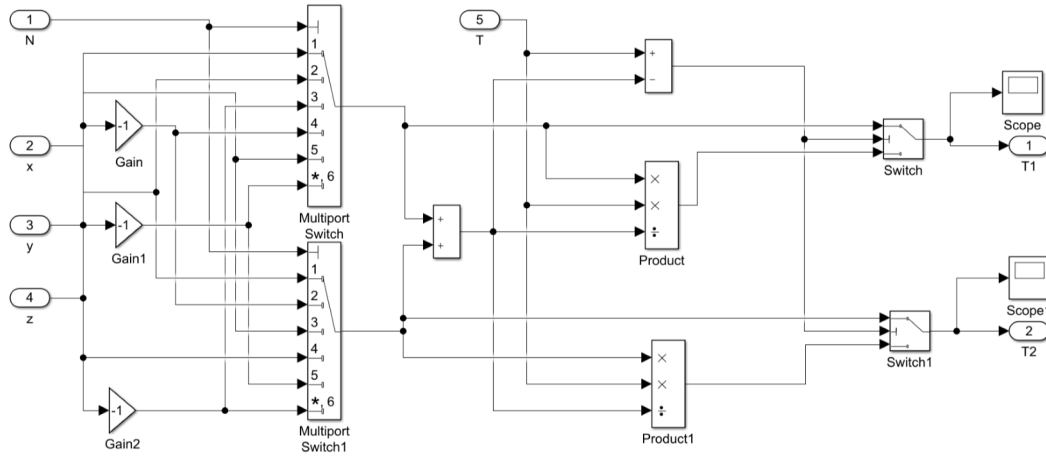 1
N
5
T
1
2
3
4
5
*, 6
Multiport
Switch
-1
Gain
2
x
3
y
-1
Gain1
4
z
-1
Gain2
1
2
3
4
5
*, 6
Multiport
Switch1
+
+
+
−
×
×
÷
Product
×
×
÷
Product1
Switch
Scope
1
T1
Switch1
Scope1
2
T2